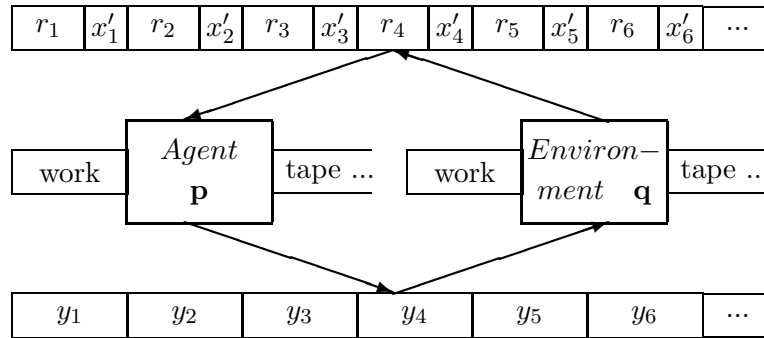 r₁ x′₁ r₂ x′₂ r₃ x′₃ r₄ x′₄ r₅ x′₅ r₆ x′₆ ...
work Agent p tape ...
work Environ– ment q tape ..
y₁ y₂ y₃ y₄ y₅ y₆ ...